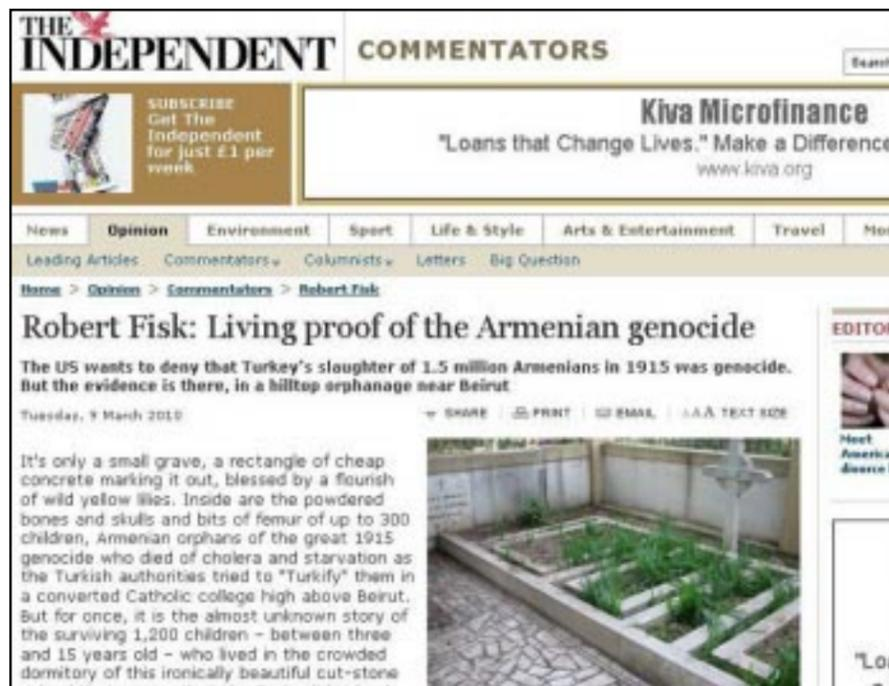 THE
INDEPENDENT
COMMENTATORS
Search
SUBSCRIBE
Get The
Independent
for just £1 per
week
Kiva Microfinance
"Loans that Change Lives." Make a Difference
www.kiva.org
News Opinion Environment Sport Life & Style Arts & Entertainment Travel
Leading Articles Commentators Columnists Letters Big Question
Home > Opinion > Commentators > Robert Fisk
Robert Fisk: Living proof of the Armenian genocide
EDITOR
The US wants to deny that Turkey's slaughter of 1.5 million Armenians in 1915 was genocide.
But the evidence is there, in a hilltop orphanage near Beirut
Tuesday, 9 March 2010
SHARE PRINT EMAIL AAA TEXT SIZE
Meet
America
divorce
It's only a small grave, a rectangle of cheap
concrete marking it out, blessed by a flourish
of wild yellow lilies. Inside are the powdered
bones and skulls and bits of femur of up to 300
children, Armenian orphans of the great 1915
genocide who died of cholera and starvation as
the Turkish authorities tried to "Turkify" them in
a converted Catholic college high above Beirut.
But for once, it is the almost unknown story of
the surviving 1,200 children – between three
and 15 years old – who lived in the crowded
dormitory of this ironically beautiful cut-stone
"Lo